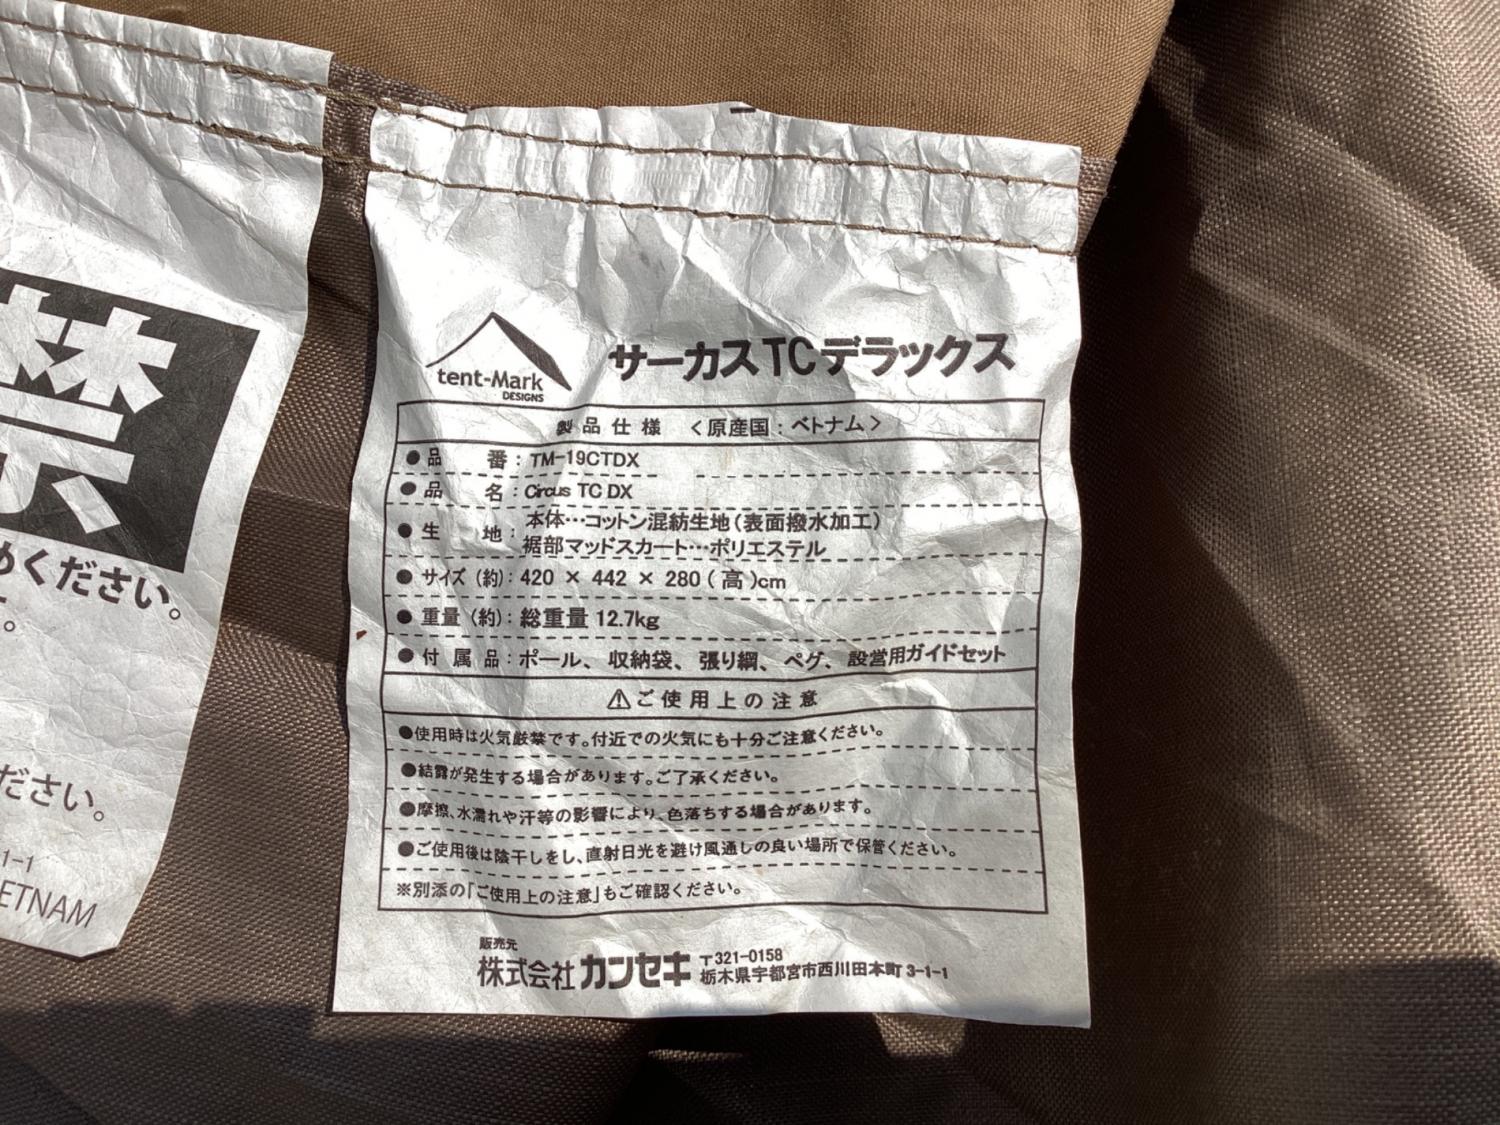 禁
めください。
ださい。
1-1
ETNAM
tent-Mark
DESIGNS
サーカスTCデラックス
製品仕様 <原産国:ベトナム>
●品番:TM-19CTDX
●品名:Circus TC DX
●生地:本体…コットン混紡生地(表面撥水加工)
裾部マッドスカート…ポリエステル
●サイズ(約):420 × 442 × 280(高)cm
●重量(約):総重量 12.7kg
●付属品:ポール、収納袋、張り綱、ペグ、設営用ガイドセット
⚠ご使用上の注意
●使用時は火気厳禁です。付近での火気にも十分ご注意ください。
●結露が発生する場合があります。ご了承ください。
●摩擦、水濡れや汗等の影響により、色落ちする場合があります。
●ご使用後は陰干しをし、直射日光を避け風通しの良い場所で保管ください。
※別添の「ご使用上の注意」もご確認ください。
販売元
株式会社カンセキ
〒321-0158
栃木県宇都宮市西川田本町3-1-1